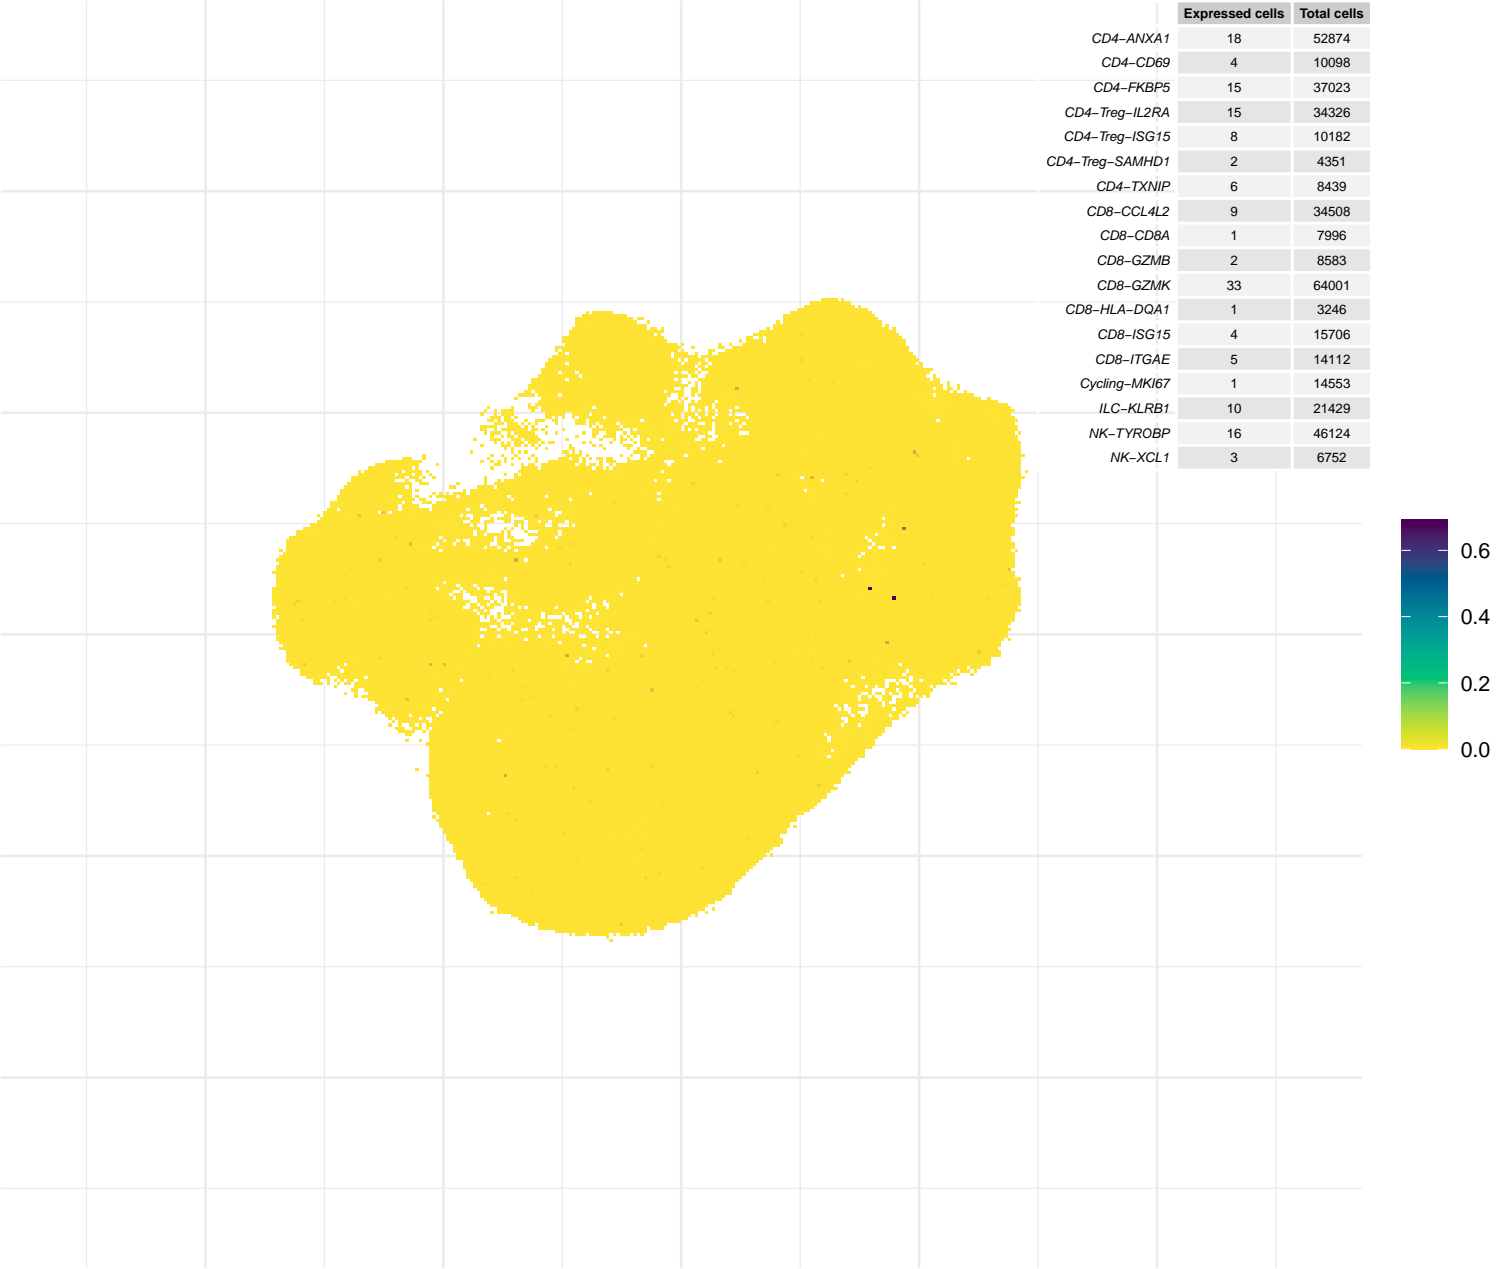 Expressed cells Total cells
CD4−ANXA1 18 52874
CD4−CD69 4 10098
CD4−FKBP5 15 37023
CD4−Treg−IL2RA 15 34326
CD4−Treg−ISG15 8 10182
CD4−Treg−SAMHD1 2 4351
CD4−TXNIP 6 8439
CD8−CCL4L2 9 34508
CD8−CD8A 1 7996
CD8−GZMB 2 8583
CD8−GZMK 33 64001
CD8−HLA−DQA1 1 3246
CD8−ISG15 4 15706
CD8−ITGAE 5 14112
Cycling−MKI67 1 14553
ILC−KLRB1 10 21429
NK−TYROBP 16 46124
NK−XCL1 3 6752
0.6
0.4
0.2
0.0